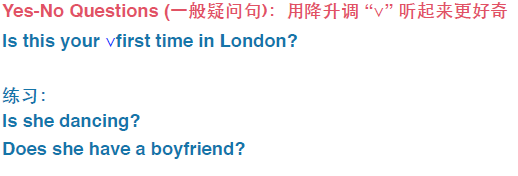 Yes-No Questions (一般疑问句)：用降升调 “∨” 听起来更好奇
Is this your ∨first time in London?
练习：
Is she dancing?
Does she have a boyfriend?